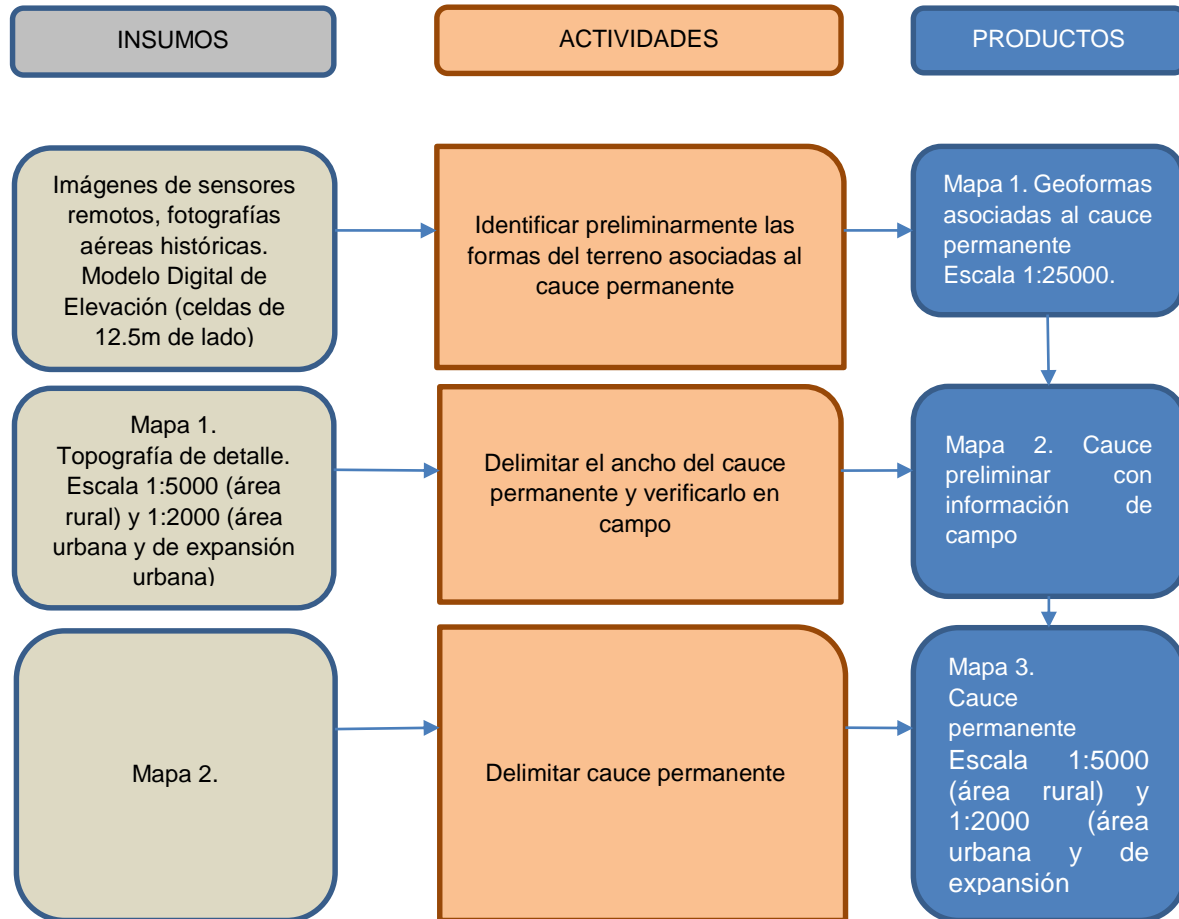 INSUMOS
ACTIVIDADES
PRODUCTOS
Imágenes de sensores
remotos, fotografías
aéreas históricas.
Modelo Digital de
Elevación (celdas de
12.5m de lado)
Identificar preliminarmente las
formas del terreno asociadas al
cauce permanente
Mapa 1. Geoformas
asociadas al cauce
permanente
Escala 1:25000.
Mapa 1.
Topografía de detalle.
Escala 1:5000 (área
rural) y 1:2000 (área
urbana y de expansión
urbana)
Delimitar el ancho del cauce
permanente y verificarlo en
campo
Mapa 2. Cauce
preliminar con
información de
campo
Mapa 2.
Delimitar cauce permanente
Mapa 3.
Cauce
permanente
Escala 1:5000
(área rural) y
1:2000 (área
urbana y de
expansión